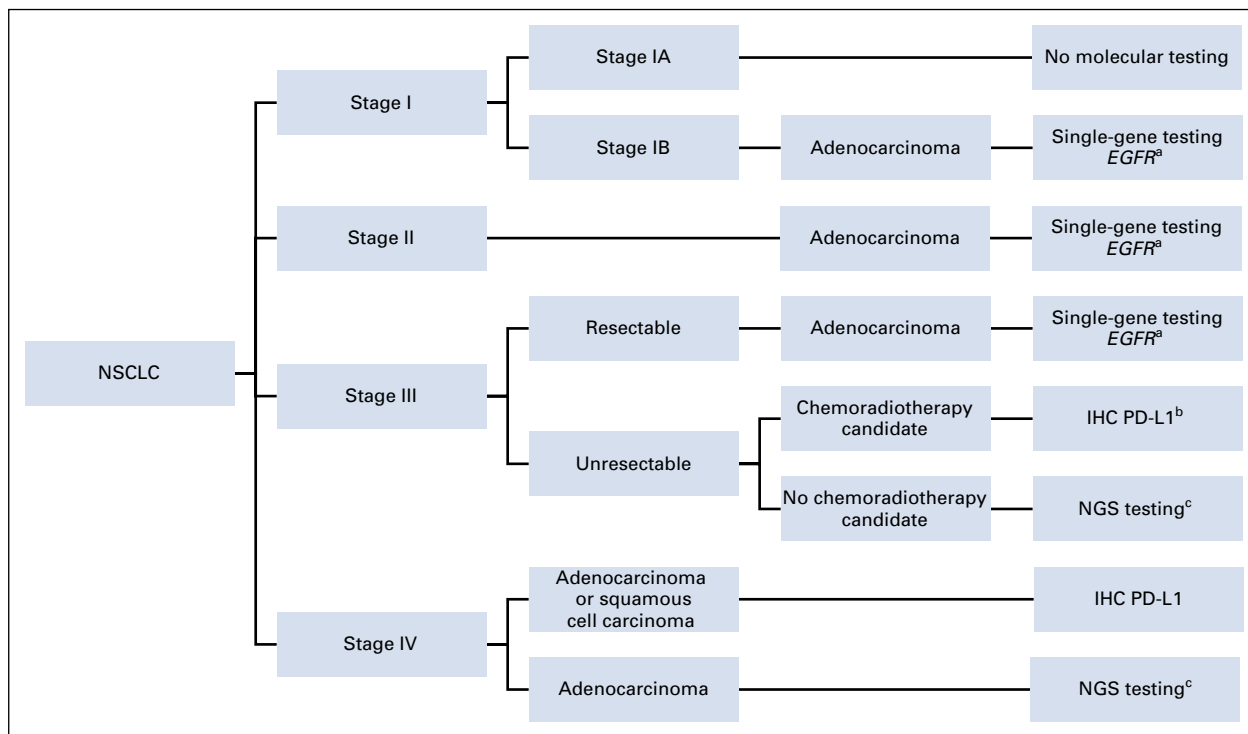 NSCLC
Stage I
Stage IA
No molecular testing
Stage IB
Adenocarcinoma
Single-gene testing
EGFRa
Stage II
Adenocarcinoma
Single-gene testing
EGFRa
Stage III
Resectable
Adenocarcinoma
Single-gene testing
EGFRa
Unresectable
Chemoradiotherapy
candidate
IHC PD-L1b
No chemoradiotherapy
candidate
NGS testingc
Stage IV
Adenocarcinoma
or squamous
cell carcinoma
IHC PD-L1
Adenocarcinoma
NGS testingc